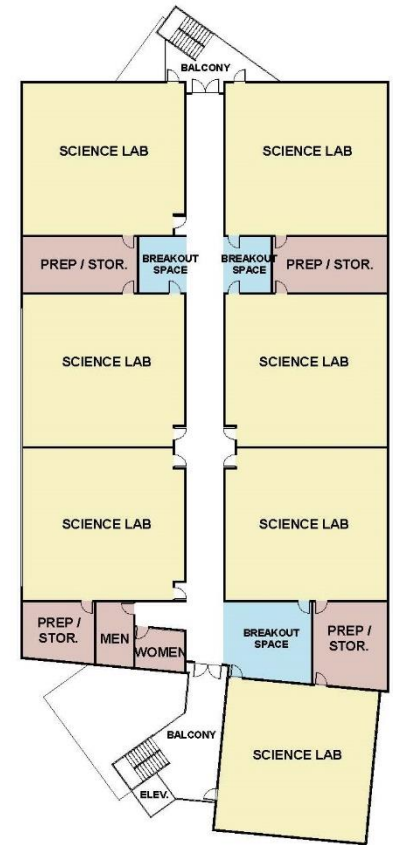 BALCONY
SCIENCE LAB
SCIENCE LAB
PREP / STOR.
BREAKOUT
SPACE
BREAKOUT
SPACE
PREP / STOR.
SCIENCE LAB
SCIENCE LAB
SCIENCE LAB
SCIENCE LAB
PREP /
STOR.
MEN
WOMEN
BREAKOUT
SPACE
PREP /
STOR.
BALCONY
SCIENCE LAB
ELEV.